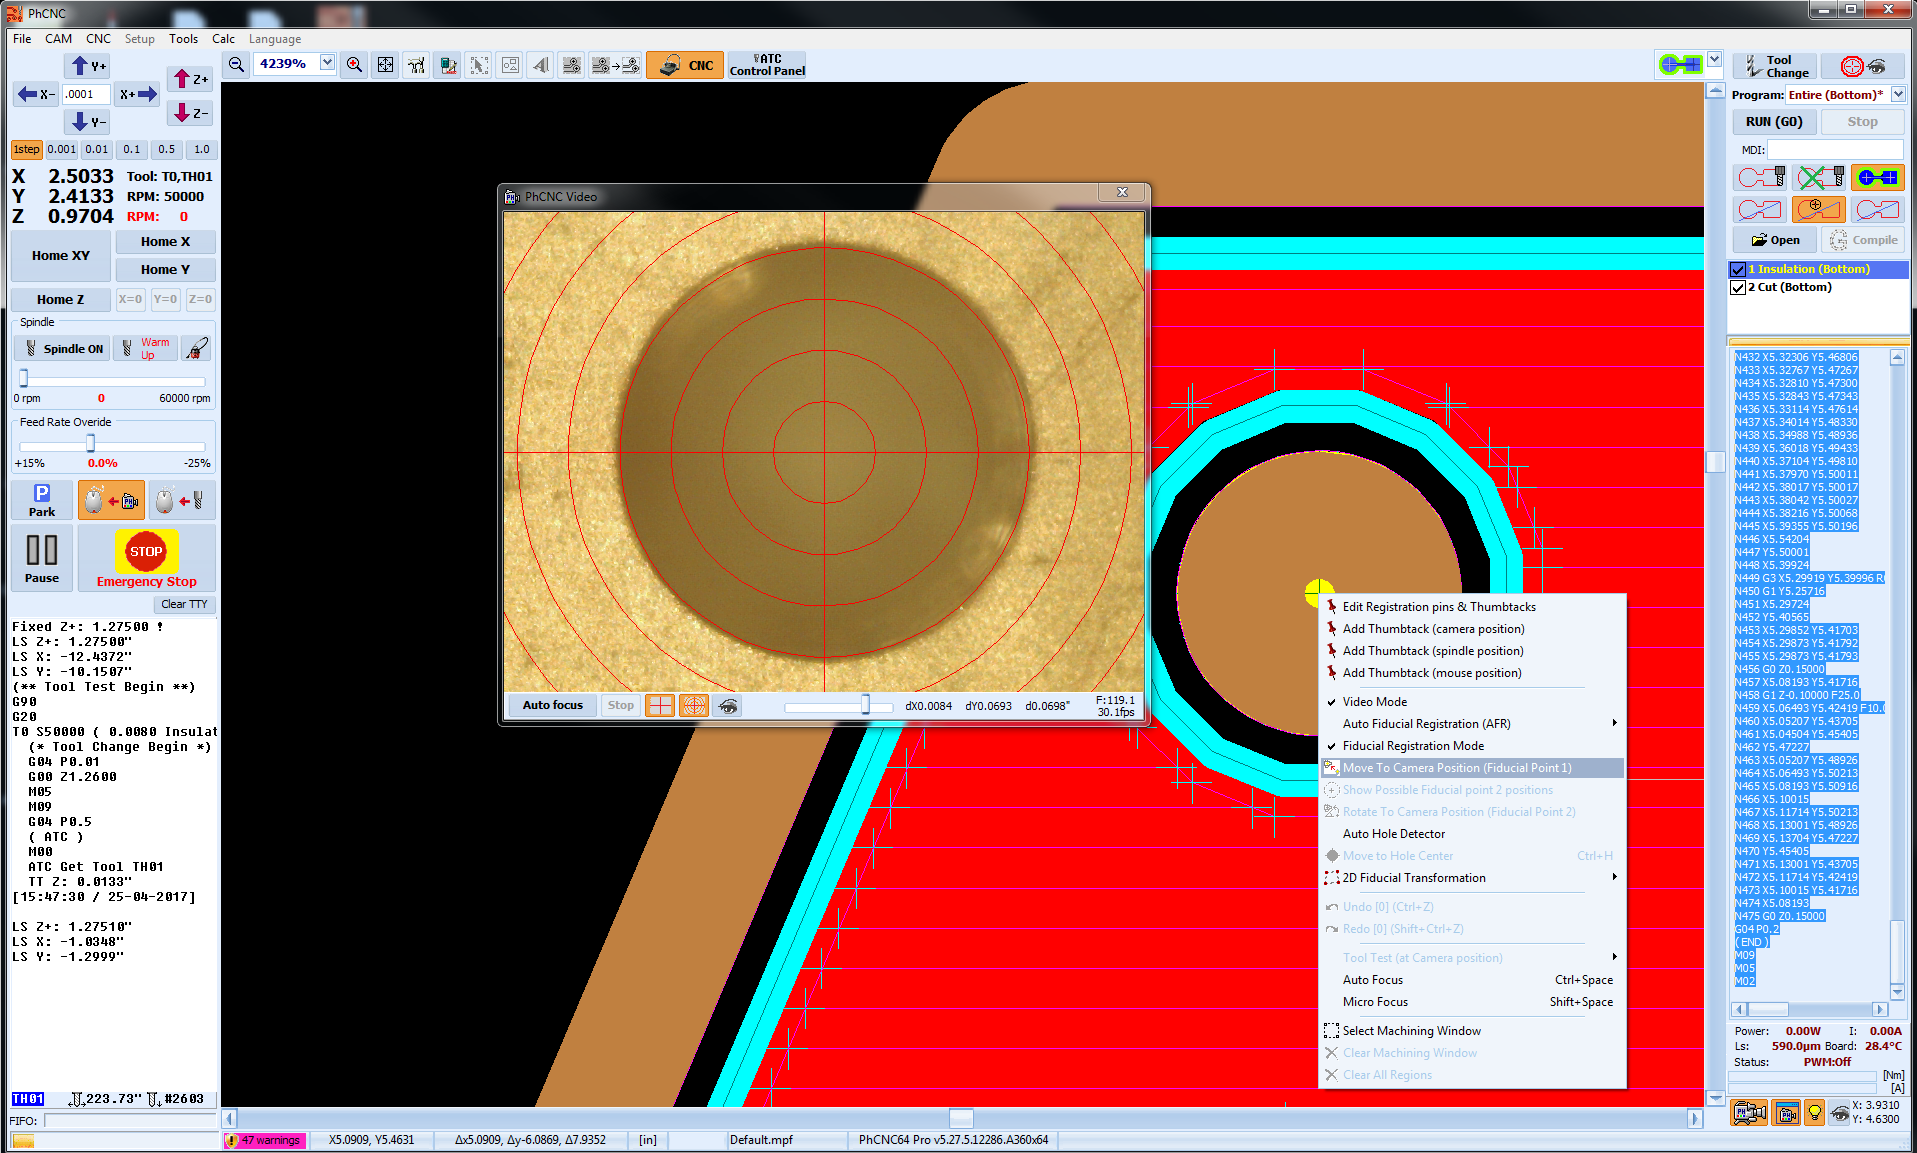 PhCNC
File CAM CNC Setup Tools Calc Language
4239%
CNC
ATC
Control Panel
Y+
X-
.0001
X+
Y-
Z+
Z-
1step 0.001 0.01 0.1 0.5 1.0
X 2.5033 Tool: T0,TH01
Y 2.4133 RPM: 50000
Z 0.9704 RPM: 0
Home XY
Home X
Home Y
Home Z
X=0 Y=0 Z=0
Spindle
Spindle ON
Warm
Up
0 rpm 0 60000 rpm
Feed Rate Overide
+15% 0.0% -25%
P
Park
PH
Pause
STOP
Emergency Stop
Clear TTY
Fixed Z+: 1.27500 !
LS Z+: 1.27500"
LS X: -12.4372"
LS Y: -10.1507"
(** Tool Test Begin **)
G90
G20
T0 S50000 ( 0.0080 Insulat
(* Tool Change Begin *)
G04 P0.01
G00 Z1.2600
M05
M09
G04 P0.5
( ATC )
M00
ATC Get Tool TH01
TT Z: 0.0133"
[15:47:30 / 25-04-2017]
LS Z+: 1.27510"
LS X: -1.0348"
LS Y: -1.2999"
TH01 223.73" #2603
FIFO:
PhCNC Video
Auto focus
Stop
dX0.0084 dY0.0693 d0.0698"
F:119.1
30.1fps
Edit Registration pins & Thumbtacks
Add Thumbtack (camera position)
Add Thumbtack (spindle position)
Add Thumbtack (mouse position)
Video Mode
Auto Fiducial Registration (AFR)
Fiducial Registration Mode
Move To Camera Position (Fiducial Point 1)
Show Possible Fiducial point 2 positions
Rotate To Camera Position (Fiducial Point 2)
Auto Hole Detector
Move to Hole Center Ctrl+H
2D Fiducial Transformation
Undo [0] (Ctrl+Z)
Redo [0] (Shift+Ctrl+Z)
Tool Test (at Camera position)
Auto Focus Ctrl+Space
Micro Focus Shift+Space
Select Machining Window
Clear Machining Window
Clear All Regions
Tool
Change
Program: Entire (Bottom)*
RUN (GO)
Stop
MDI:
Open
Compile
1 Insulation (Bottom)
2 Cut (Bottom)
N432 X5.32306 Y5.46806
N433 X5.32767 Y5.47267
N434 X5.32810 Y5.47300
N435 X5.32843 Y5.47343
N436 X5.33114 Y5.47614
N437 X5.34014 Y5.48330
N438 X5.34988 Y5.48936
N439 X5.36018 Y5.49433
N440 X5.37104 Y5.49810
N441 X5.37970 Y5.50011
N442 X5.38017 Y5.50017
N443 X5.38042 Y5.50027
N444 X5.38216 Y5.50068
N445 X5.39355 Y5.50196
N446 X5.54204
N447 Y5.50001
N448 X5.39924
N449 G3 X5.29919 Y5.39996 R
N450 G1 Y5.25716
N451 X5.29724
N452 Y5.40565
N453 X5.29852 Y5.41703
N454 X5.29873 Y5.41792
N455 X5.29873 Y5.41793
N456 G0 Z0.15000
N457 X5.08193 Y5.41716
N458 G1 Z-0.10000 F25.0
N459 X5.06493 Y5.42419 F10.0
N460 X5.05207 Y5.43705
N461 X5.04504 Y5.45405
N462 Y5.47227
N463 X5.05207 Y5.48926
N464 X5.06493 Y5.50213
N465 X5.08193 Y5.50916
N466 X5.10015
N467 X5.11714 Y5.50213
N468 X5.13001 Y5.48926
N469 X5.13704 Y5.47227
N470 Y5.45405
N471 X5.13001 Y5.43705
N472 X5.11714 Y5.42419
N473 X5.10015 Y5.41716
N474 X5.08193
N475 G0 Z0.15000
G04 P0.2
( END )
M09
M05
M02
Power: 0.00W I: 0.00A
Ls: 590.0µm Board: 28.4°C
Status: PWM:Off
[Nm]
[A]
X: 3.9310
Y: 4.6300
47 warnings X5.0909, Y5.4631 Δx5.0909, Δy-6.0869, Δ7.9352 [in] Default.mpf PhCNC64 Pro v5.27.5.12286.A360x64